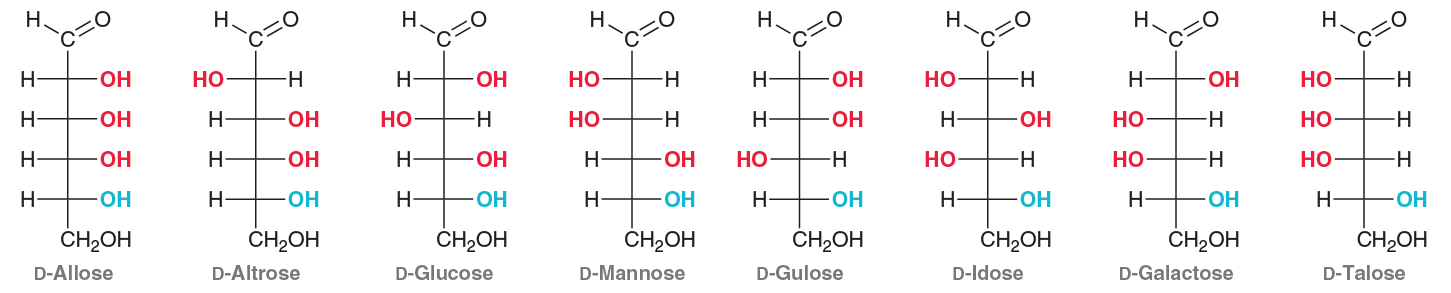 H O H O H O H O H O H O H O H O
C C C C C C C C
H OH HO H H OH HO H H OH HO H H OH HO H
H OH H OH HO H HO H H OH H OH HO H HO H
H OH H OH H OH H OH HO H HO H HO H HO H
H OH H OH H OH H OH H OH H OH H OH H OH
CH₂OH CH₂OH CH₂OH CH₂OH CH₂OH CH₂OH CH₂OH CH₂OH
D-Allose D-Altrose D-Glucose D-Mannose D-Gulose D-Idose D-Galactose D-Talose